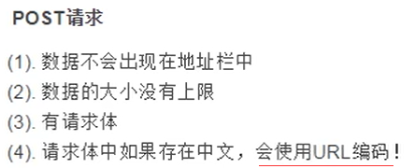 POST请求
(1). 数据不会出现在地址栏中
(2). 数据的大小没有上限
(3). 有请求体
(4). 请求体中如果存在中文，会使用URL编码！